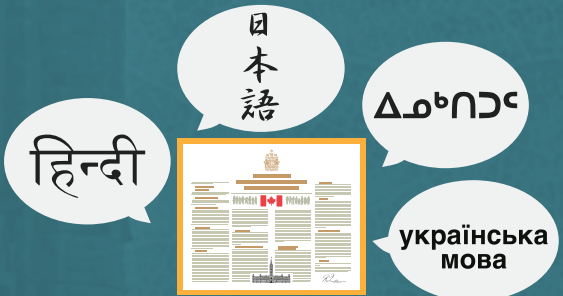 日本語
ᐃᓄᒃᑎᑐᑦ
हिन्दी
українська
мова